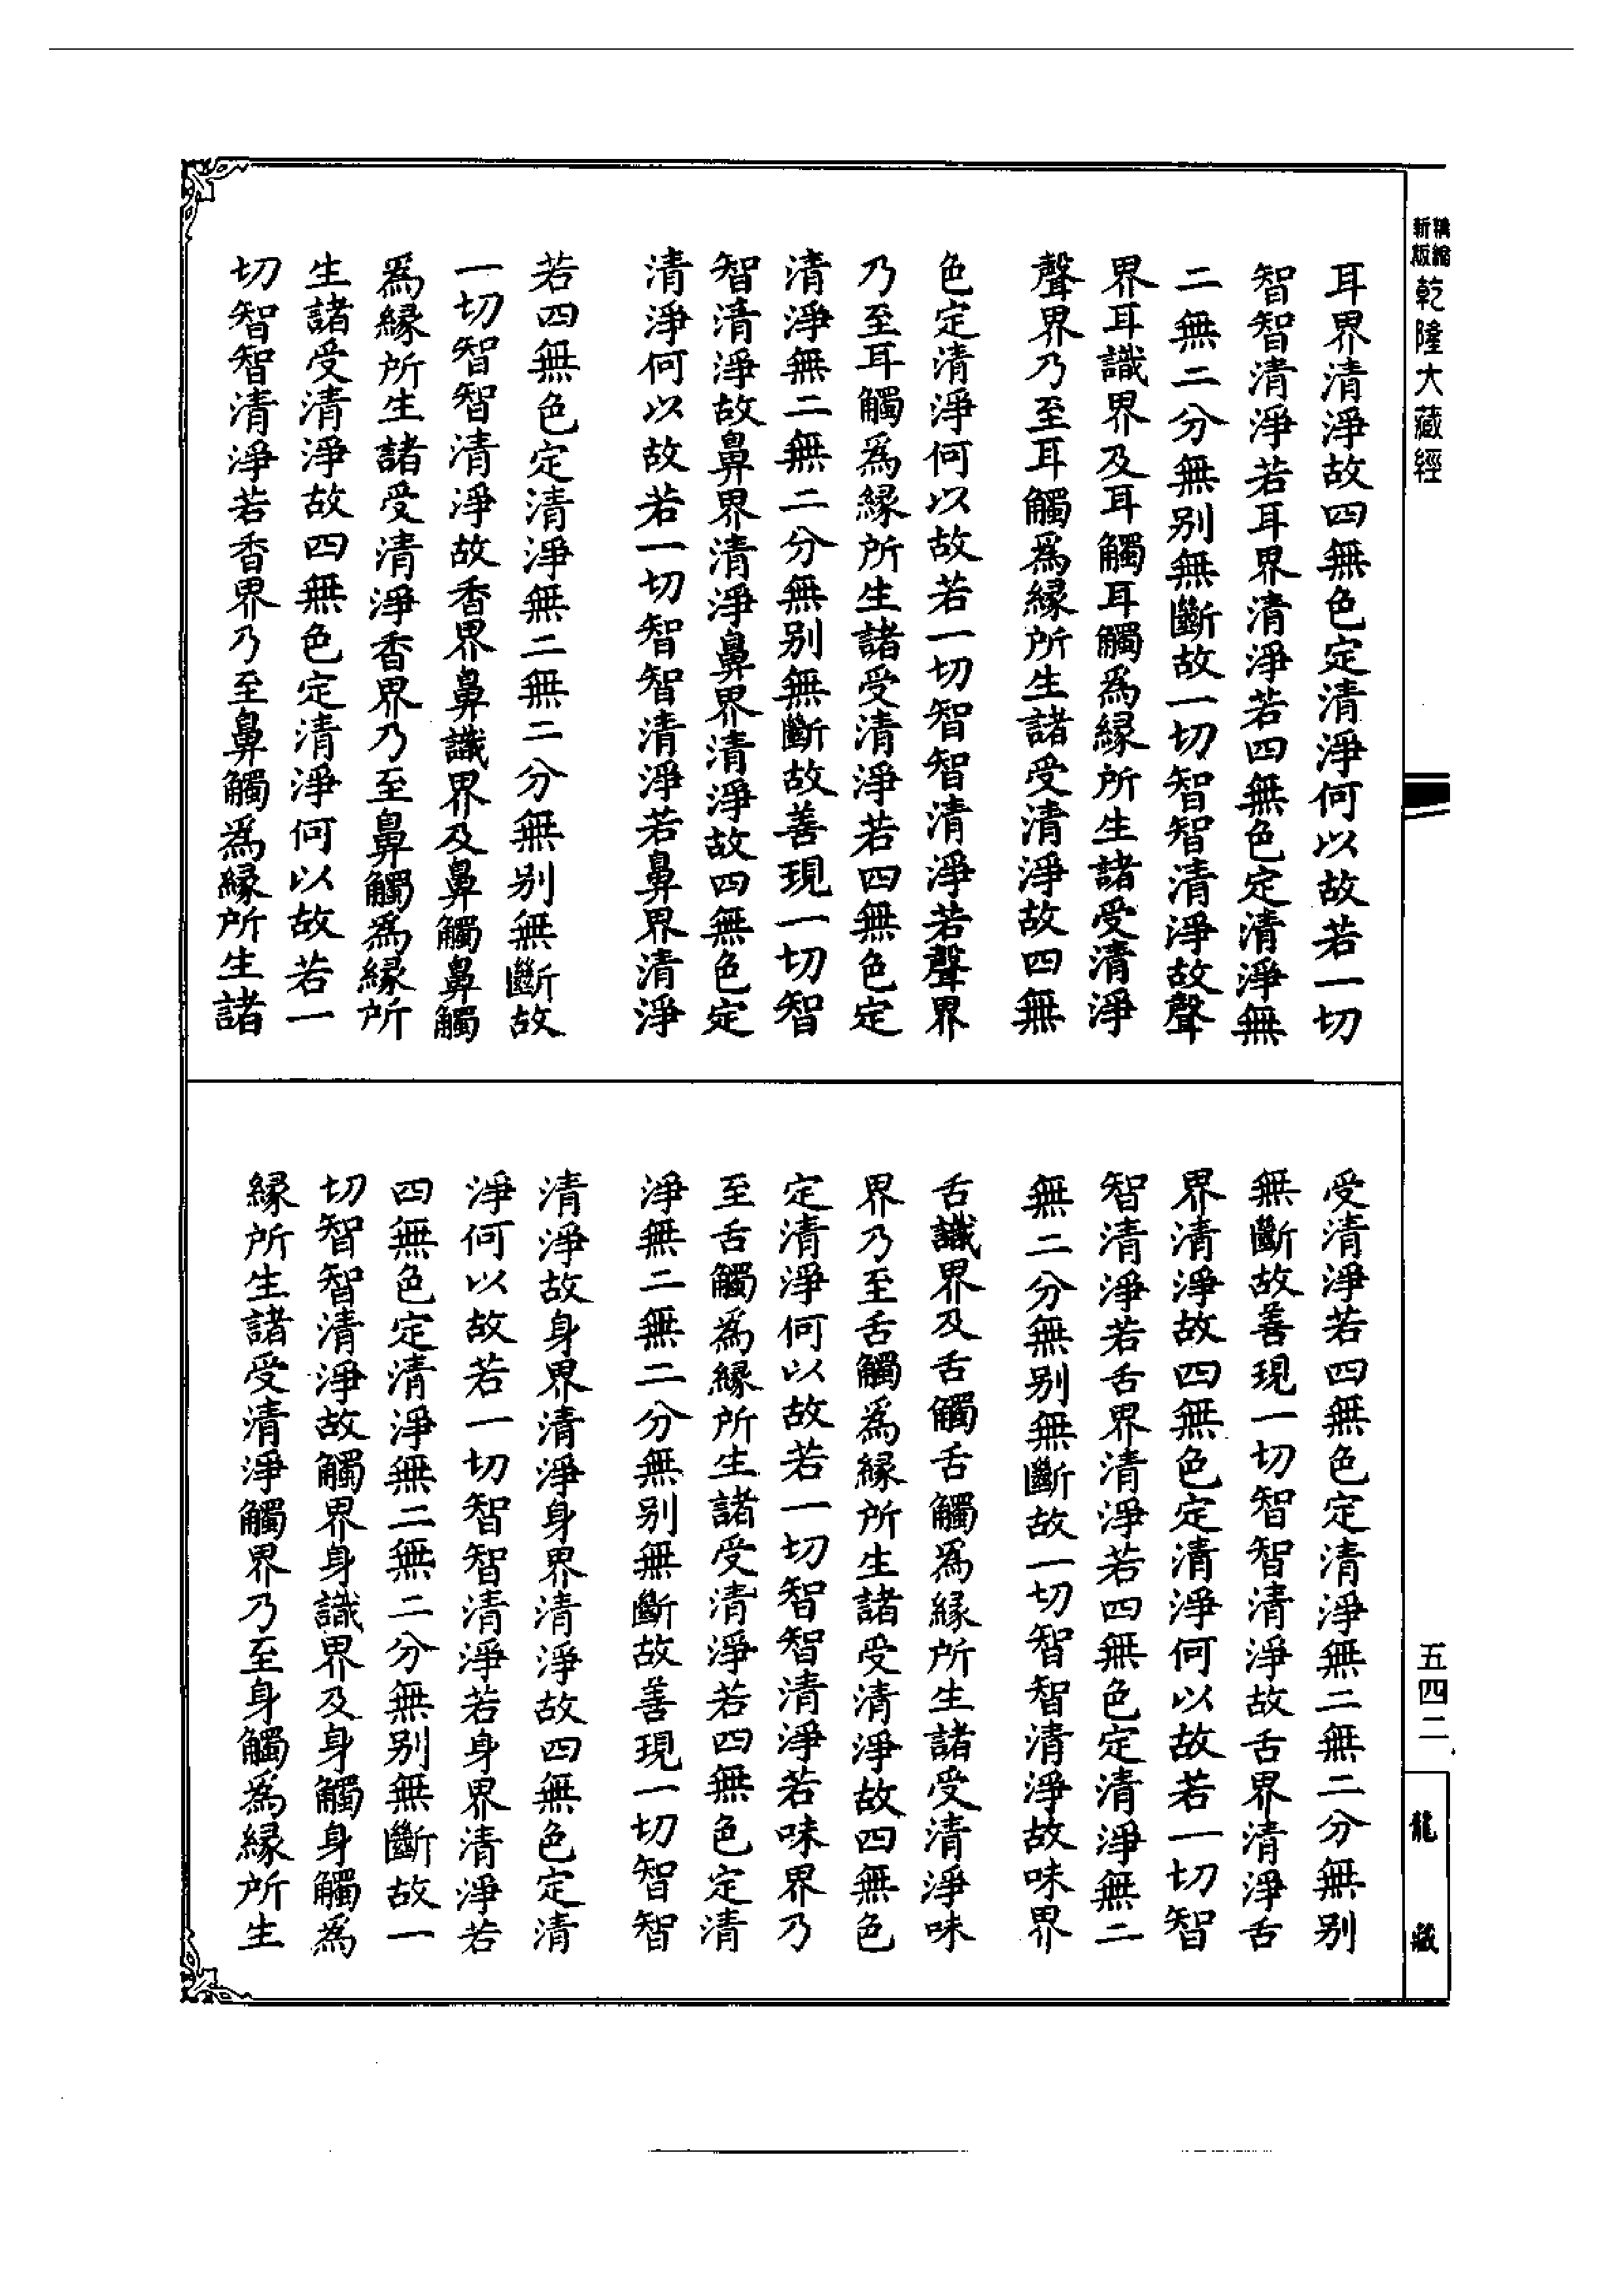 新版精縮乾隆大藏經
耳界清淨故四無色定清淨何以故若一切
智智清淨若耳界清淨若四無色定清淨無
二無二分無别無斷故一切智智清淨故聲
界耳識界及耳觸耳觸爲緣所生諸受清淨
聲界乃至耳觸爲緣所生諸受清淨故四無
色定清淨何以故若一切智智清淨若聲界
乃至耳觸爲緣所生諸受清淨若四無色定
清淨無二無二分無别無斷故善現一切智
智清淨故鼻界清淨鼻界清淨故四無色定
清淨何以故若一切智智清淨若鼻界清淨
若四無色定清淨無二無二分無别無斷故
一切智智清淨故香界鼻識界及鼻觸鼻觸
爲緣所生諸受清淨香界乃至鼻觸爲緣所
生諸受清淨故四無色定清淨何以故若一
切智智清淨若香界乃至鼻觸爲緣所生諸
受清淨若四無色定清淨無二無二分無别
無斷故善現一切智智清淨故舌界清淨舌
界清淨故四無色定清淨何以故若一切智
智清淨若舌界清淨若四無色定清淨無二
無二分無别無斷故一切智智清淨故味界
舌識界及舌觸舌觸爲緣所生諸受清淨味
界乃至舌觸爲緣所生諸受清淨故四無色
定清淨何以故若一切智智清淨若味界乃
至舌觸爲緣所生諸受清淨若四無色定清
淨無二無二分無别無斷故善現一切智智
清淨故身界清淨身界清淨故四無色定清
淨何以故若一切智智清淨若身界清淨若
四無色定清淨無二無二分無别無斷故一
切智智清淨故觸界身識界及身觸身觸爲
緣所生諸受清淨觸界乃至身觸爲緣所生
五四二
龍藏